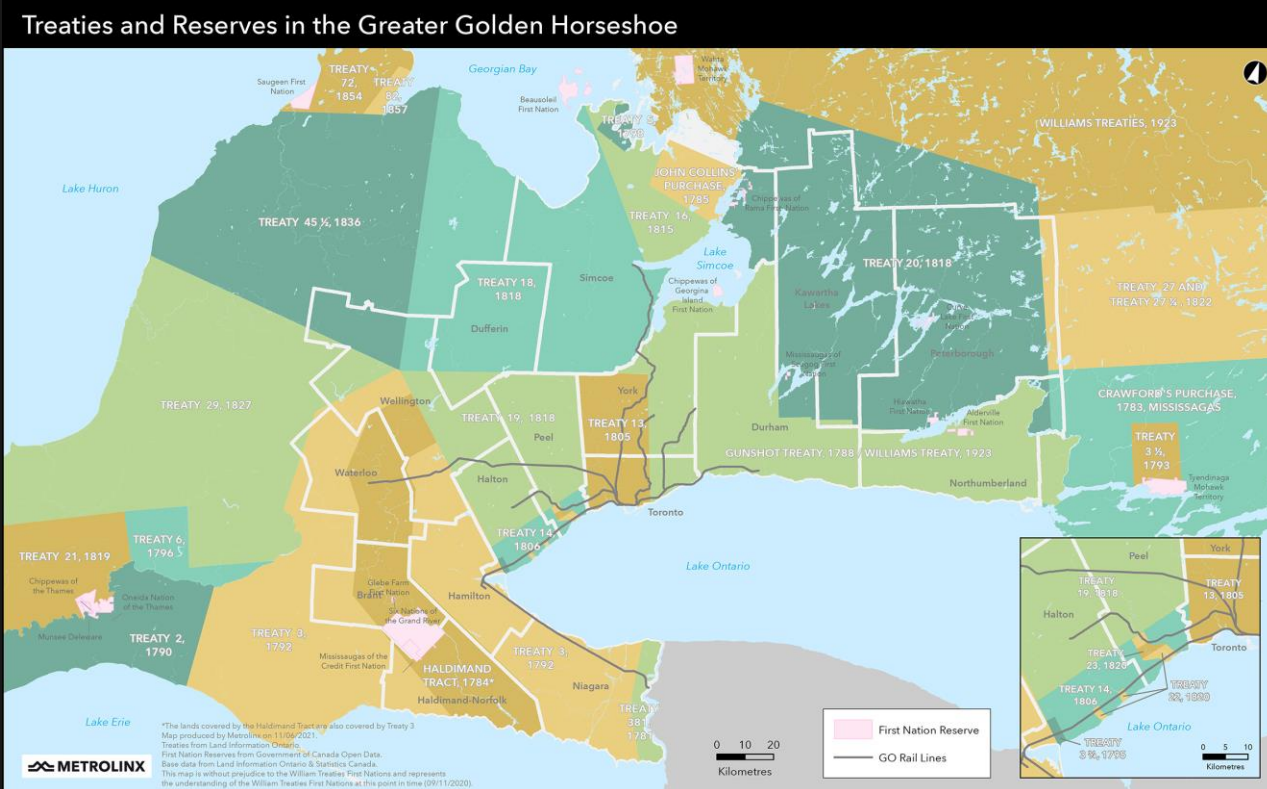 Treaties and Reserves in the Greater Golden Horseshoe
Saugeen First
Nation
TREATY
72,
1854
TREATY
1857
Georgian Bay
Beausoleil
First Nation
Wahta
Mohawk
Territory
WILLIAMS TREATIES, 1923
Lake Huron
TREATY 45 ½, 1836
JOHN COLLINS'
PURCHASE,
1785
Chippewas of
Rama First Nation
TREATY 16,
1815
Lake
Simcoe
Simcoe
TREATY 18,
1818
Dufferin
Chippewas of
Georgina
Island
First Nation
TREATY 20, 1818
Kawartha
Lakes
TREATY 27 AND
TREATY 27 ¼, 1822
Lake First
Nation
Peterborough
Mississaugas of
Scugog First
Nation
TREATY 29, 1827
Wellington
TREATY 19, 1818
Peel
York
TREATY 13,
1805
Durham
Hiawatha
First Nation
Alderville
First Nation
CRAWFORD'S PURCHASE,
1783, MISSISSAGAS
TREATY
3 ½,
1793
Tyendinaga
Mohawk
Territory
GUNSHOT TREATY, 1788 / WILLIAMS TREATY, 1923
Northumberland
Waterloo
Halton
Toronto
TREATY 14,
1806
Lake Ontario
TREATY 21, 1819
TREATY 6,
1796
Chippewas of
the Thames
Oneida Nation
of the Thames
Munsee Delaware
TREATY 2,
1790
Glebe Farm
First Nation
Brant
Six Nations of
the Grand River
Hamilton
TREATY 3,
1792
Mississaugas of the
Credit First Nation
HALDIMAND
TRACT, 1784*
Haldimand-Norfolk
TREATY 3,
1792
Niagara
TREATY
381,
Lake Erie
*The lands covered by the Haldimand Tract are also covered by Treaty 3
Map produced by Metrolinx on 11/06/2021.
Treaties from Land Information Ontario
First Nation Reserves from Government of Canada Open Data.
Base data from Land Information Ontario & Statistics Canada.
This map is without prejudice to the William Treaties First Nations and represents
the understanding of the William Treaties First Nations at this point in time (09/11/2020).
METROLINX
0 10 20
Kilometres
First Nation Reserve
GO Rail Lines
Peel
York
TREATY
19, 1818
TREATY
13, 1805
Halton
Toronto
TREATY
23, 1820
TREATY 14,
1806
TREATY
22, 1820
Lake Ontario
TREATY
3 ¾, 1795
0 5 10
Kilometres